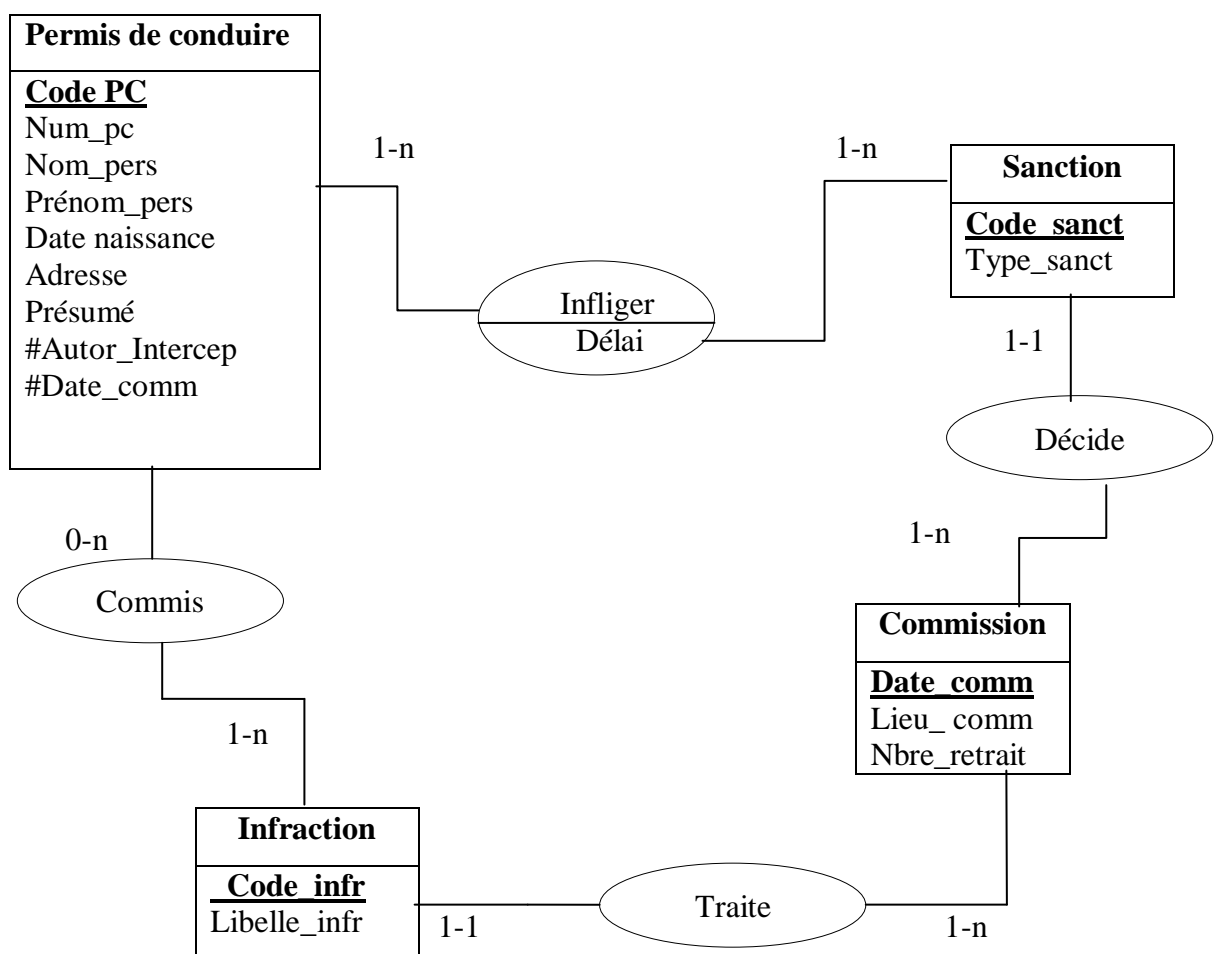 Permis de conduire
Code PC
Num_pc
Nom_pers
Prénom_pers
Date naissance
Adresse
Présumé
#Autor_Intercep
#Date_comm
1-n
1-n
Sanction
Code_sanct
Type_sanct
Infliger
Délai
1-1
Décide
0-n
Commis
1-n
Commission
Date_comm
Lieu_ comm
Nbre_retrait
1-n
Infraction
Code_infr
Libelle_infr
1-1
Traite
1-n